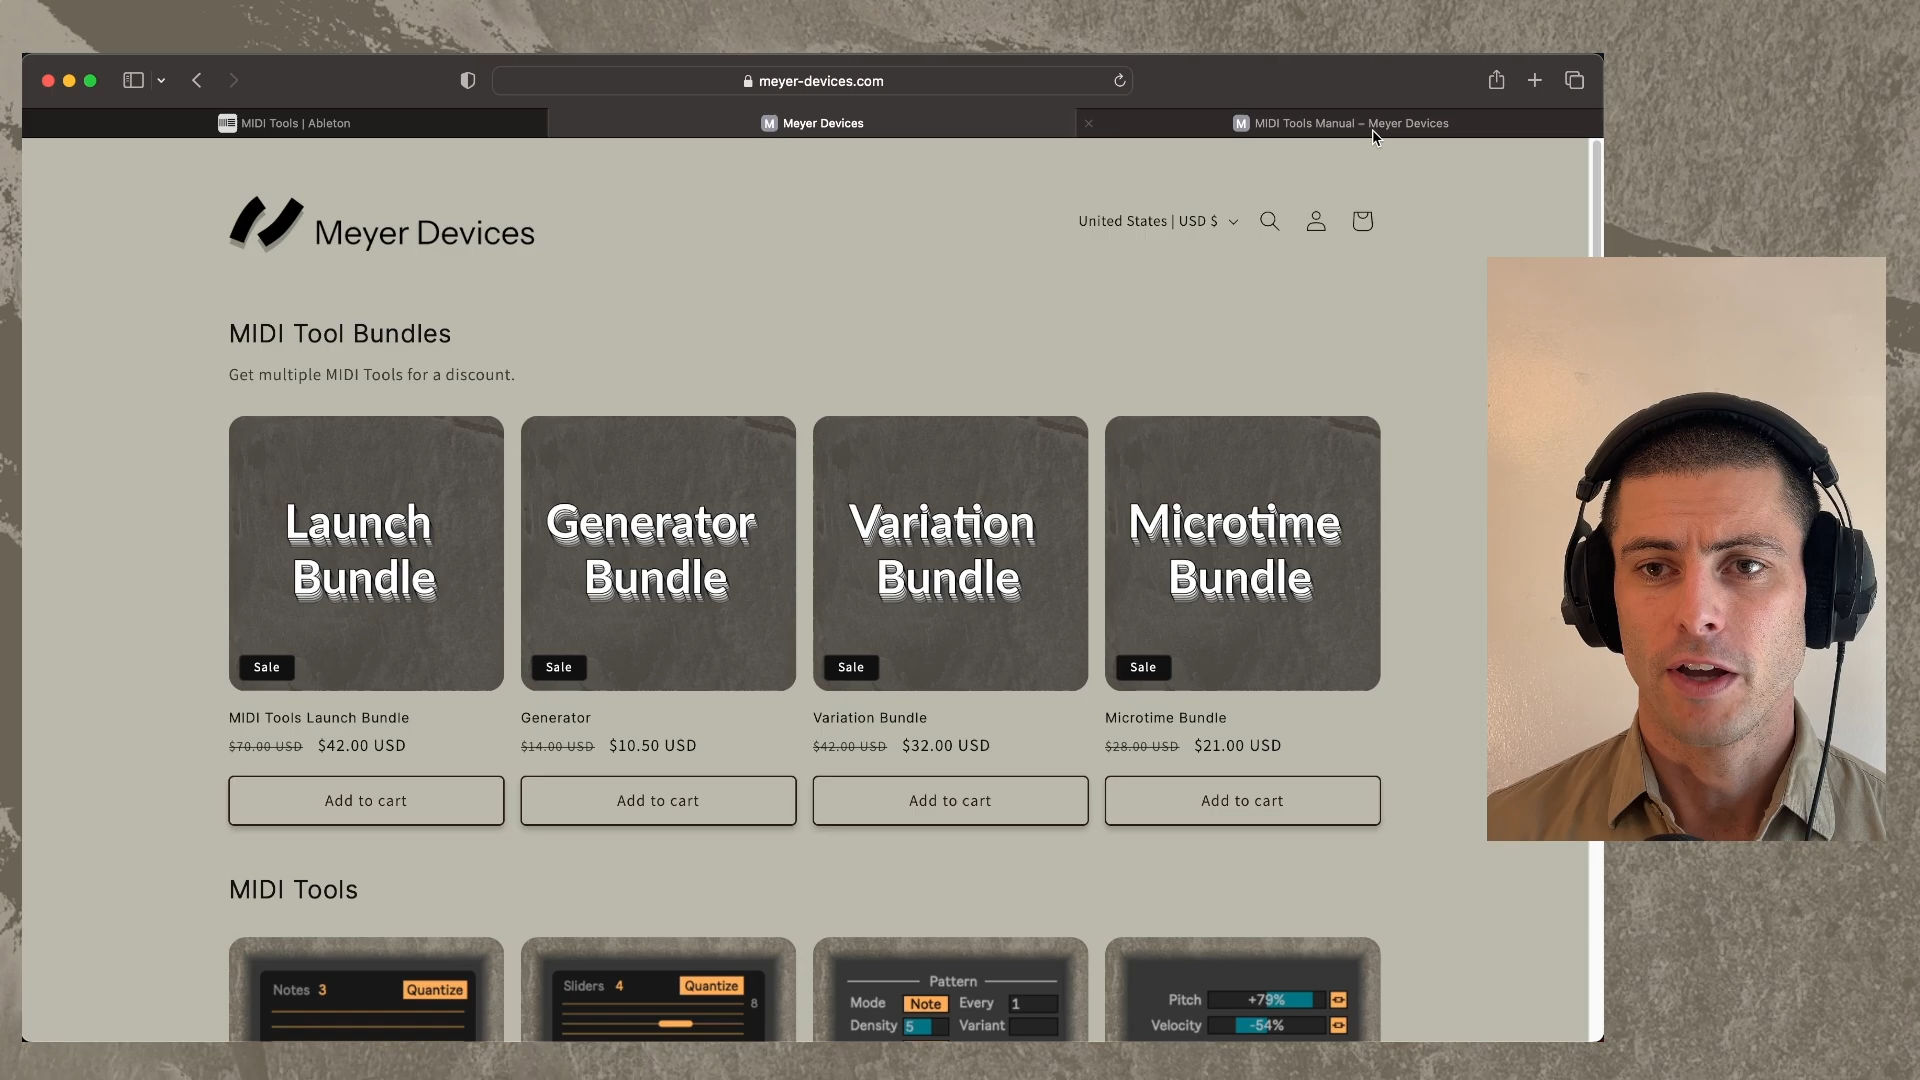 meyer-devices.com
MIDI Tools | Ableton
M Meyer Devices
M MIDI Tools Manual – Meyer Devices
Meyer Devices
United States | USD $
MIDI Tool Bundles
Get multiple MIDI Tools for a discount.
Launch
Bundle
Sale
Generator
Bundle
Sale
Variation
Bundle
Sale
Microtime
Bundle
Sale
MIDI Tools Launch Bundle
$70.00 USD $42.00 USD
Add to cart
Generator
$14.00 USD $10.50 USD
Add to cart
Variation Bundle
$42.00 USD $32.00 USD
Add to cart
Microtime Bundle
$28.00 USD $21.00 USD
Add to cart
MIDI Tools
Notes 3 Quantize
Sliders 4 Quantize
8
Pattern
Mode Note Every 1
Density 5 Variant
Pitch +79%
Velocity -54%